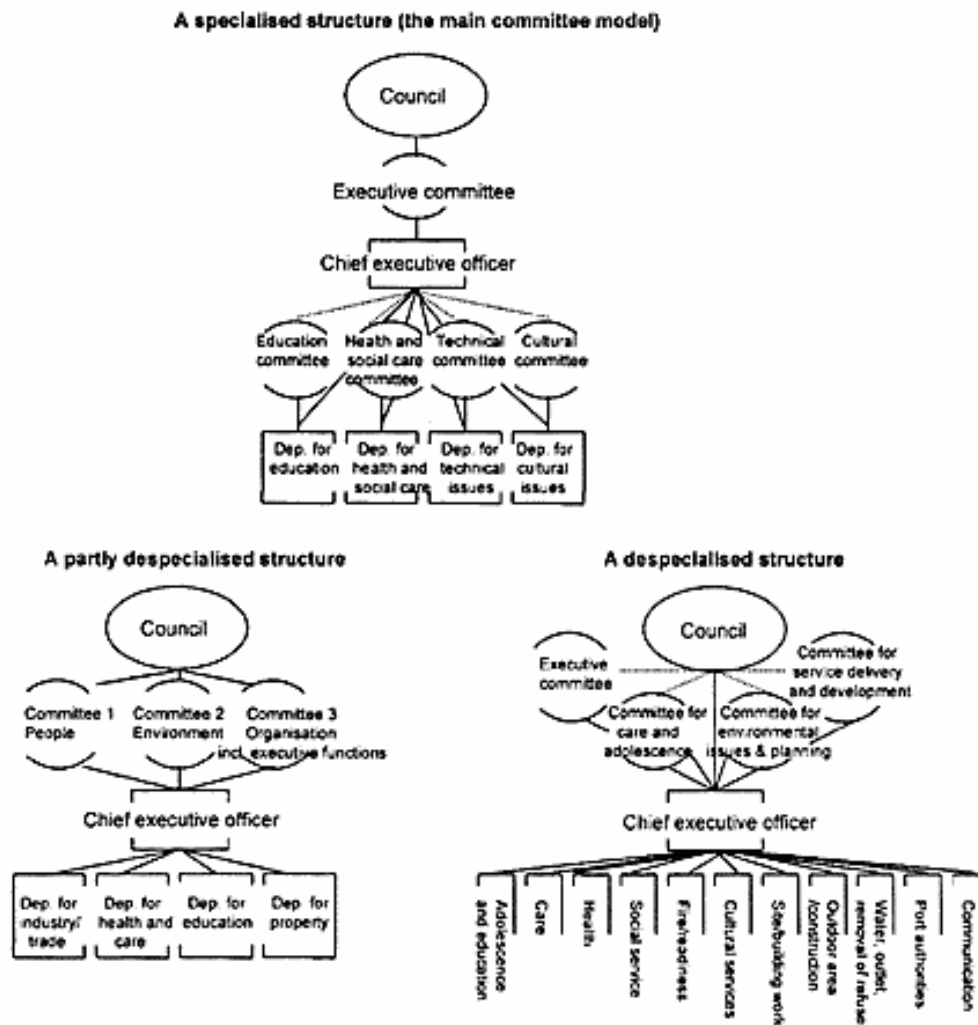 A specialised structure (the main committee model)
Council
Executive committee
Chief executive officer
Education
committee
Health and
social care
committee
Technical
committee
Cultural
committee
Dep. for
education
Dep. for
health and
social care
Dep. for
technical
issues
Dep. for
cultural
issues
A partly despecialised structure
Council
Committee 1
People
Committee 2
Environment
Committee 3
Organisation
incl. executive functions
Chief executive officer
Dep. for
industry/
trade
Dep. for
health and
care
Dep. for
education
Dep. for
property
A despecialised structure
Council
Executive
committee
Committee for
service delivery
and development
Committee for
care and
adolescence
Committee for
environmental
issues & planning
Chief executive officer
Adolescence
and education
Care
Health
Social service
Fire/readiness
Cultural services
Site/building work
Outdoor area
/construction
Water, outlet,
removal of refuse
Port authorities
Communication